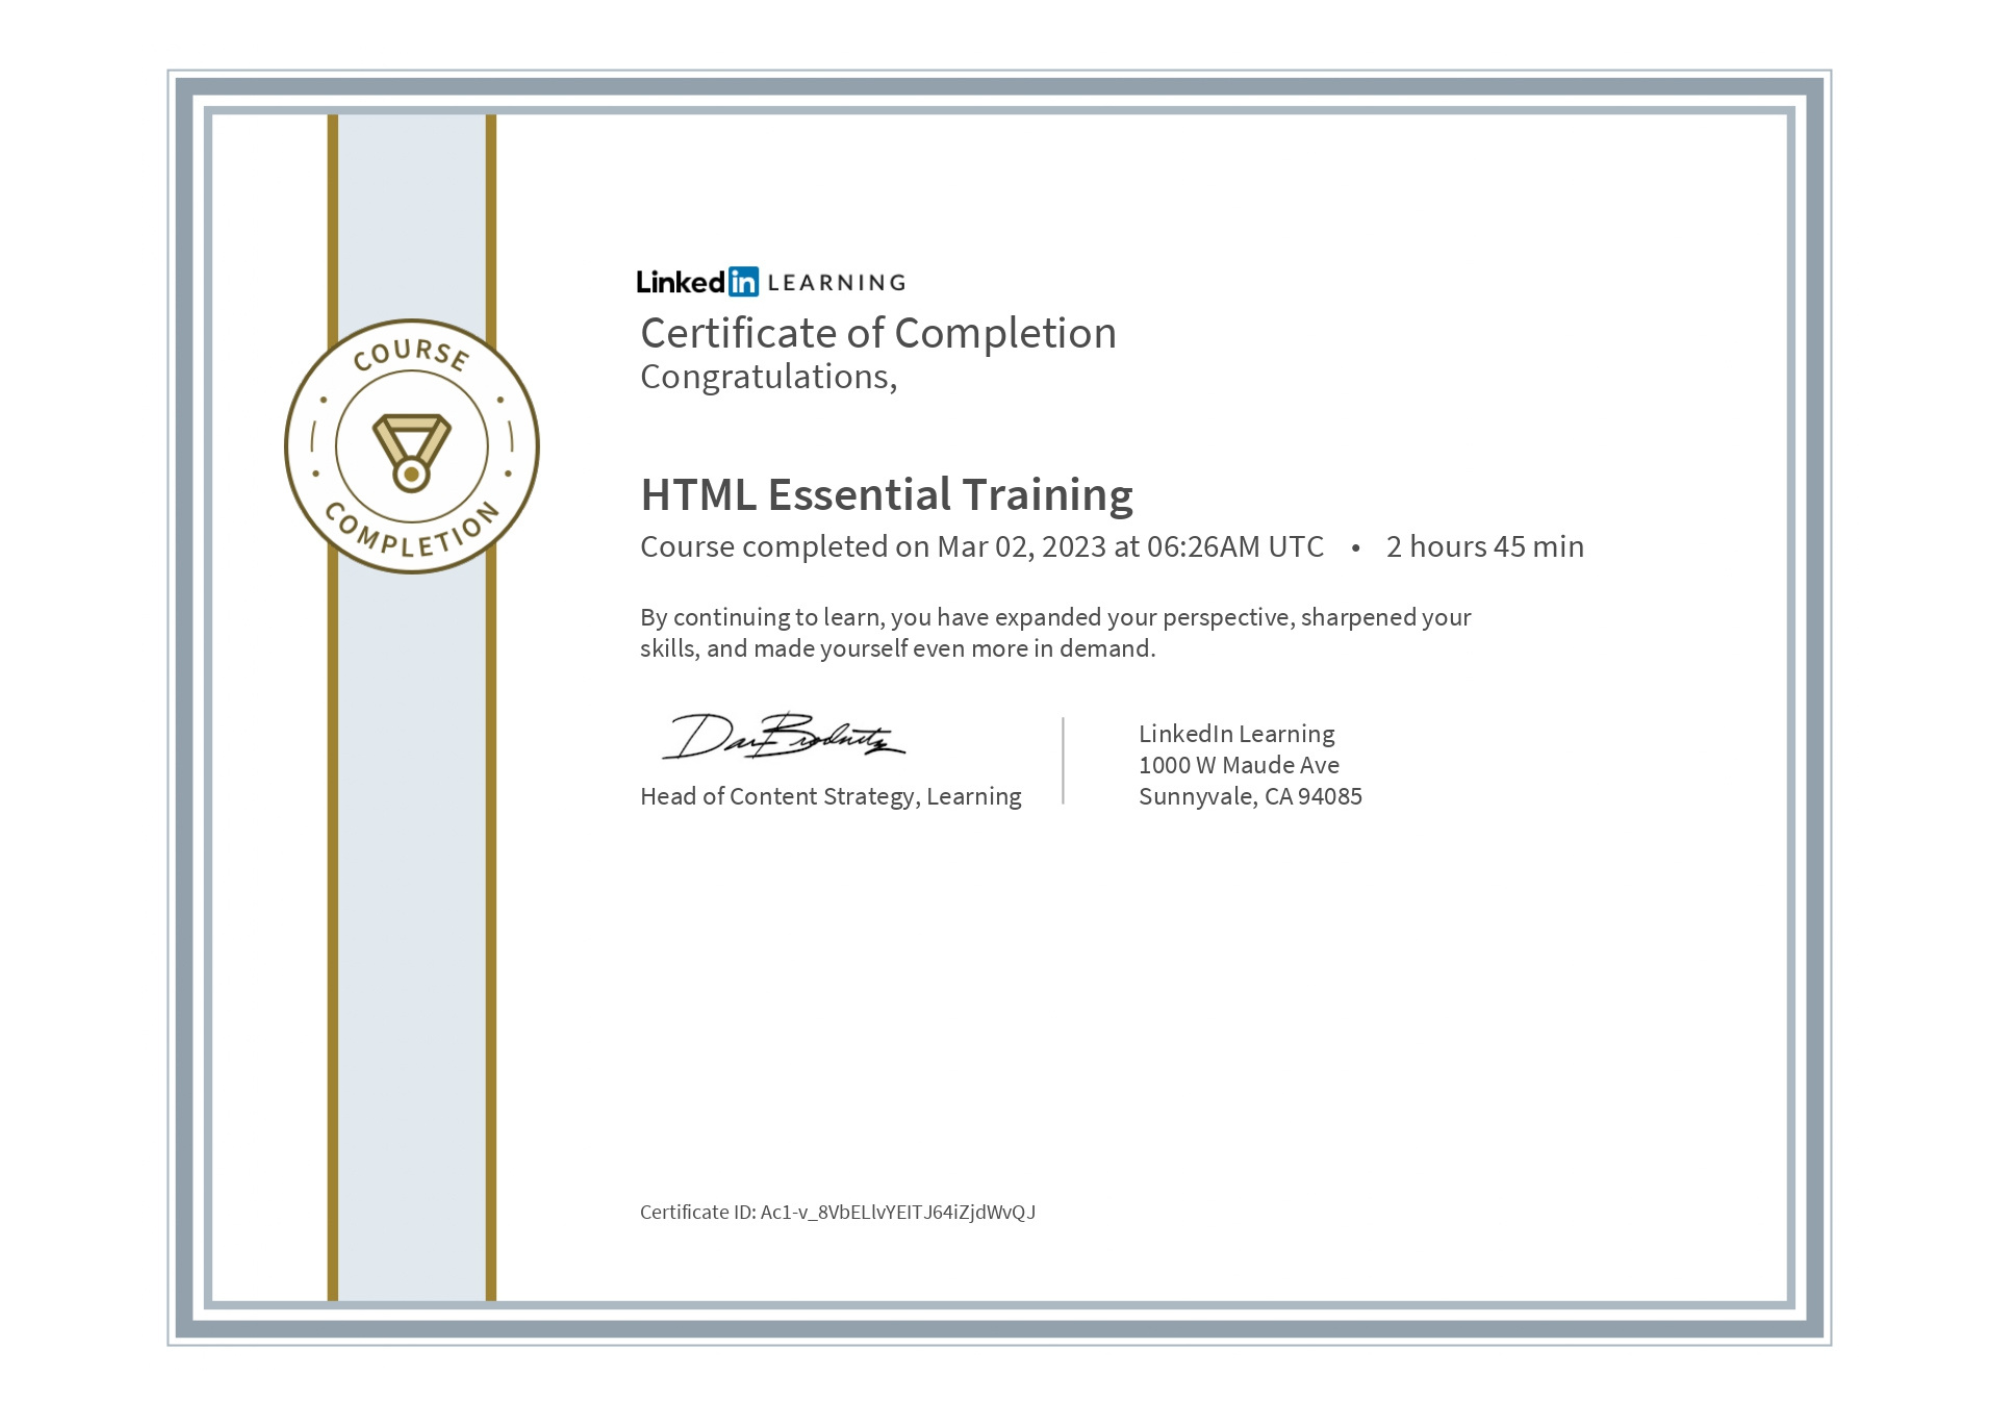 COURSE
COMPLETION
Linked in LEARNING
Certificate of Completion
Congratulations,
HTML Essential Training
Course completed on Mar 02, 2023 at 06:26AM UTC • 2 hours 45 min
By continuing to learn, you have expanded your perspective, sharpened your
skills, and made yourself even more in demand.
Head of Content Strategy, Learning
LinkedIn Learning
1000 W Maude Ave
Sunnyvale, CA 94085
Certificate ID: Ac1-v_8VbELlvYEITJ64iZjdWvQJ